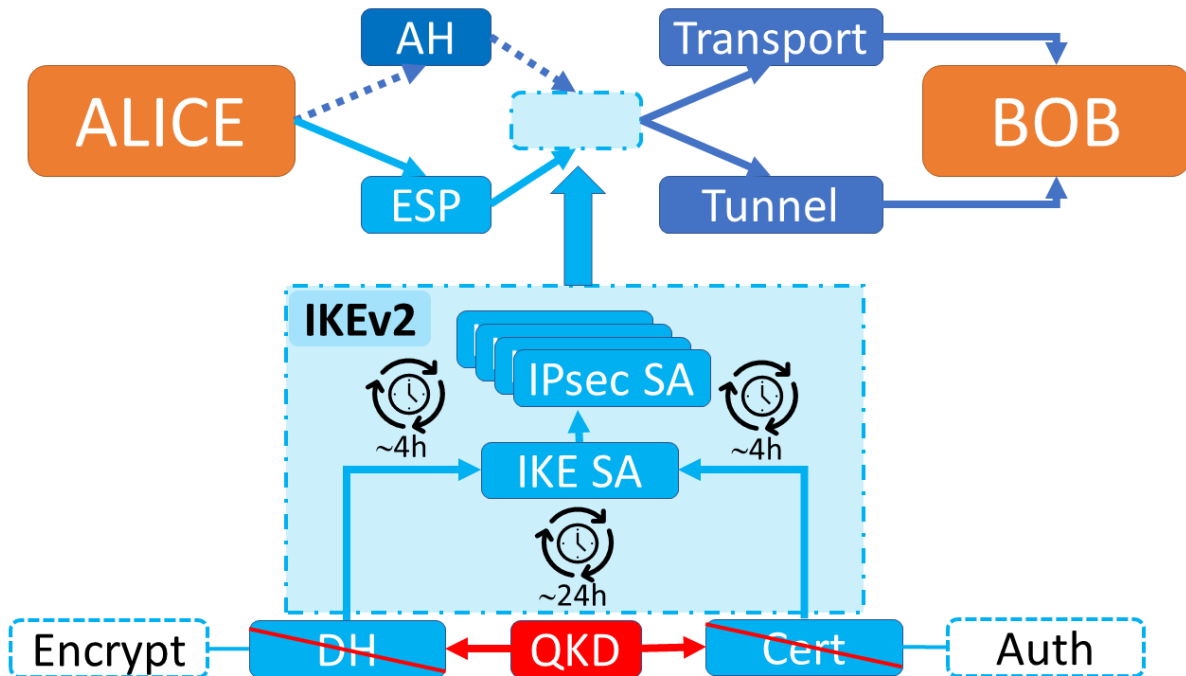 AH
Transport
ALICE
BOB
ESP
Tunnel
IKEv2
IPsec SA
~4h
~4h
IKE SA
~24h
Encrypt
DH
QKD
Cert
Auth